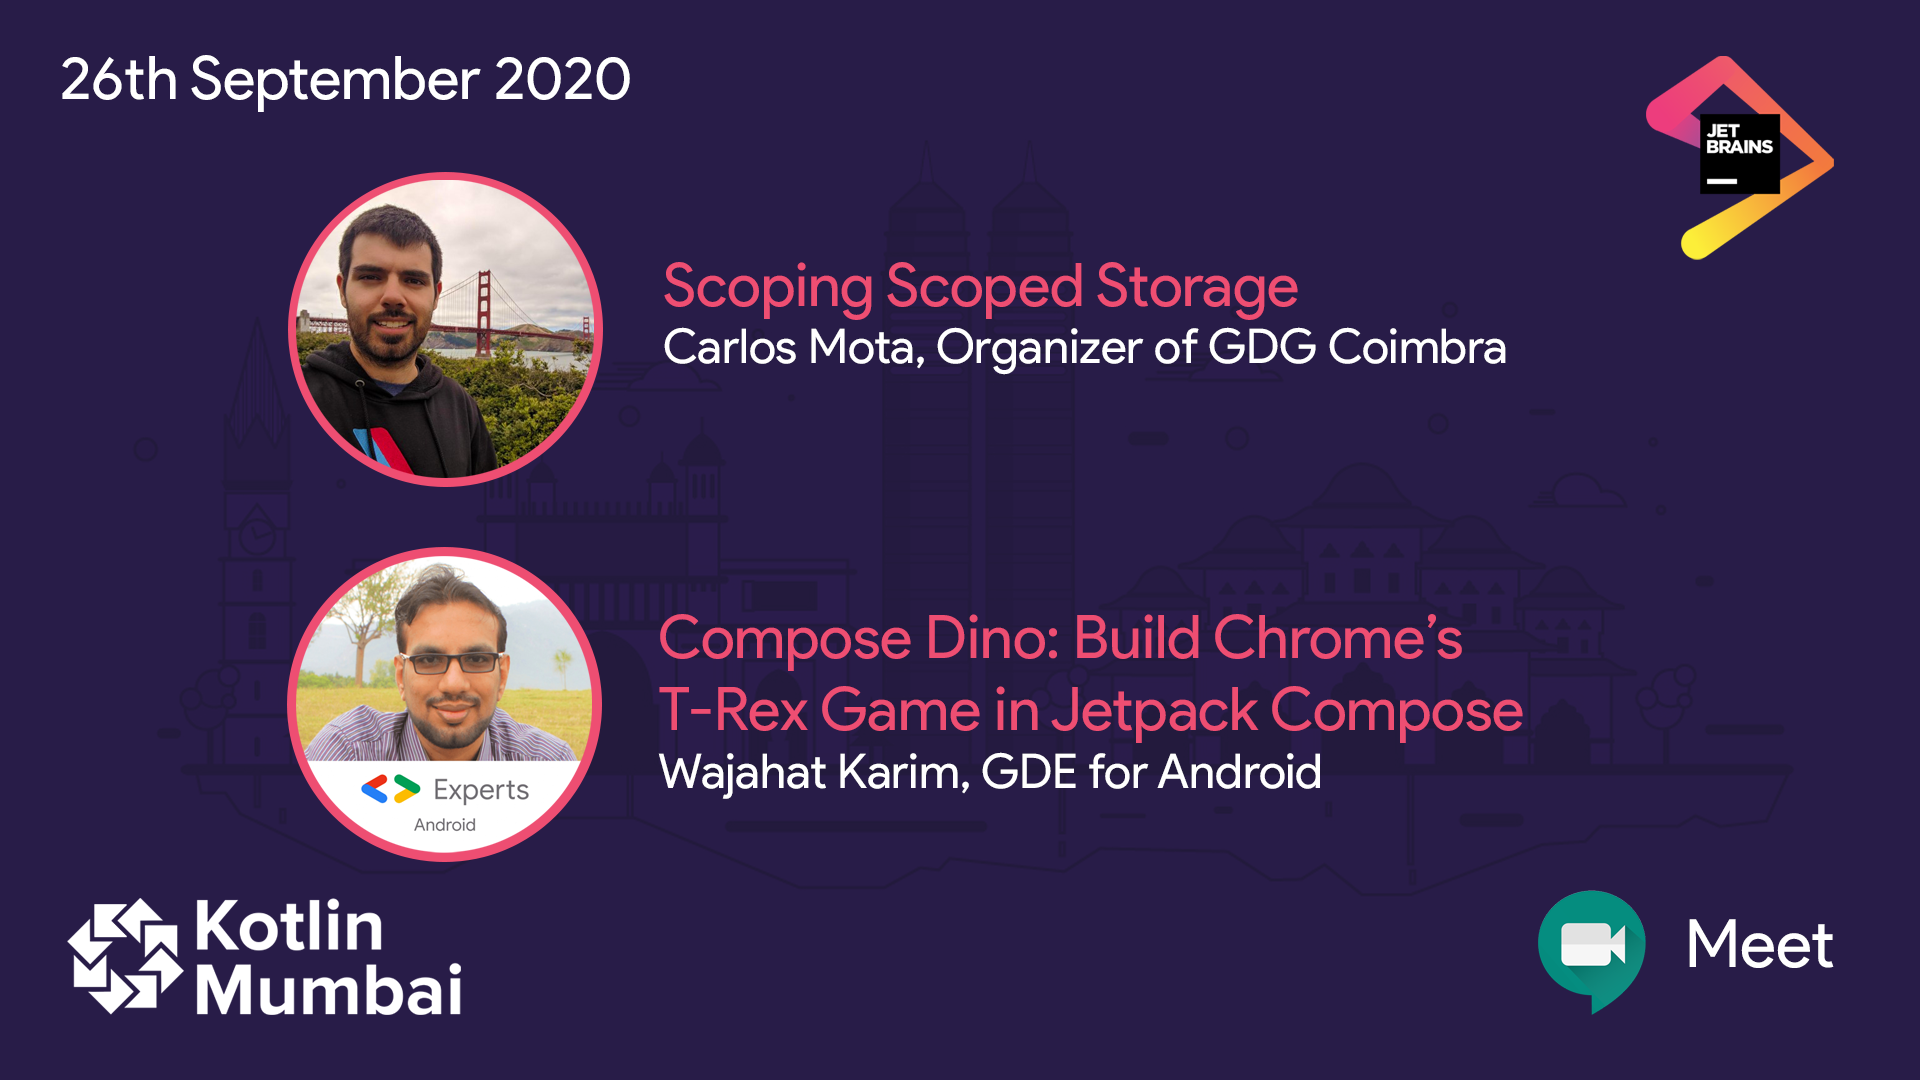 26th September 2020
JET
BRAINS
Scoping Scoped Storage
Carlos Mota, Organizer of GDG Coimbra
Compose Dino: Build Chrome’s
T-Rex Game in Jetpack Compose
Wajahat Karim, GDE for Android
Experts
Android
Kotlin
Mumbai
Meet